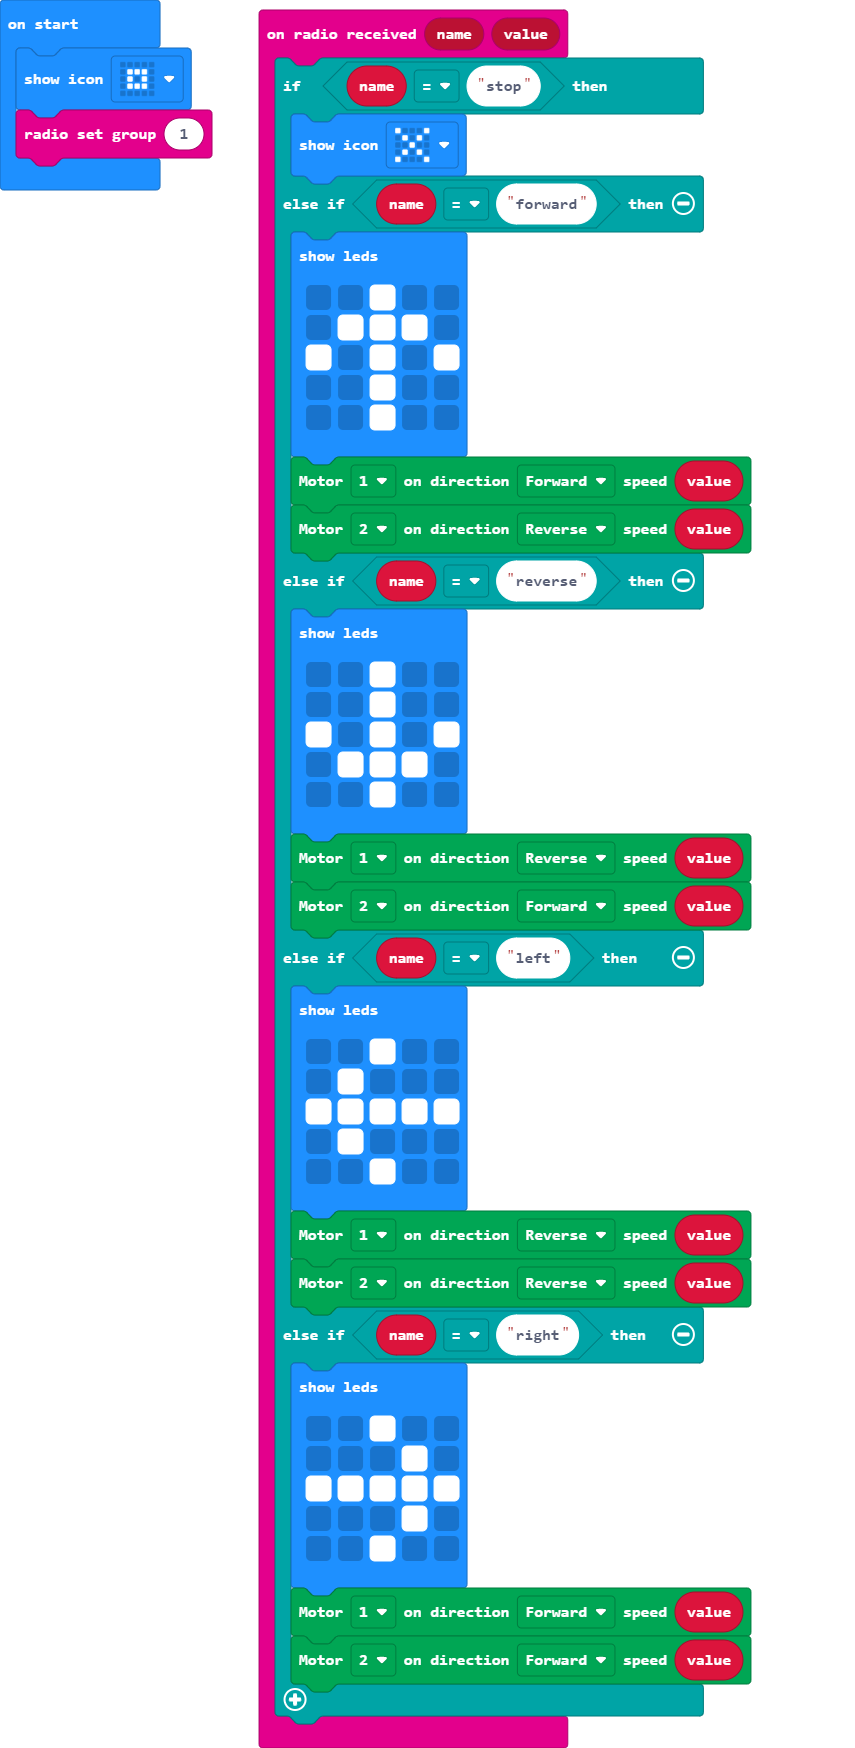 on start
show icon
radio set group 1
on radio received name value
if name = "stop" then
show icon
else if name = "forward" then
show leds
Motor 1 on direction Forward speed value
Motor 2 on direction Reverse speed value
else if name = "reverse" then
show leds
Motor 1 on direction Reverse speed value
Motor 2 on direction Forward speed value
else if name = "left" then
show leds
Motor 1 on direction Reverse speed value
Motor 2 on direction Reverse speed value
else if name = "right" then
show leds
Motor 1 on direction Forward speed value
Motor 2 on direction Forward speed value